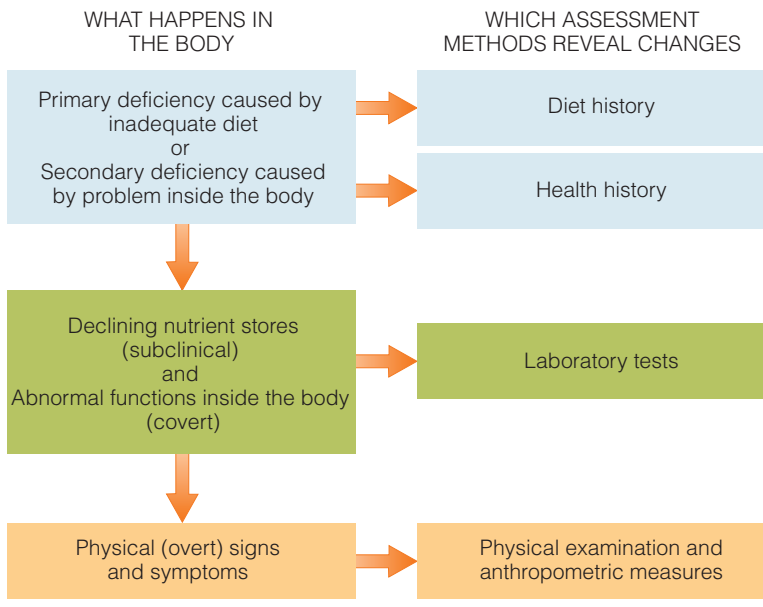 WHAT HAPPENS IN
THE BODY
WHICH ASSESSMENT
METHODS REVEAL CHANGES
Primary deficiency caused by
inadequate diet
or
Secondary deficiency caused
by problem inside the body
Diet history
Health history
Declining nutrient stores
(subclinical)
and
Abnormal functions inside the body
(covert)
Laboratory tests
Physical (overt) signs
and symptoms
Physical examination and
anthropometric measures